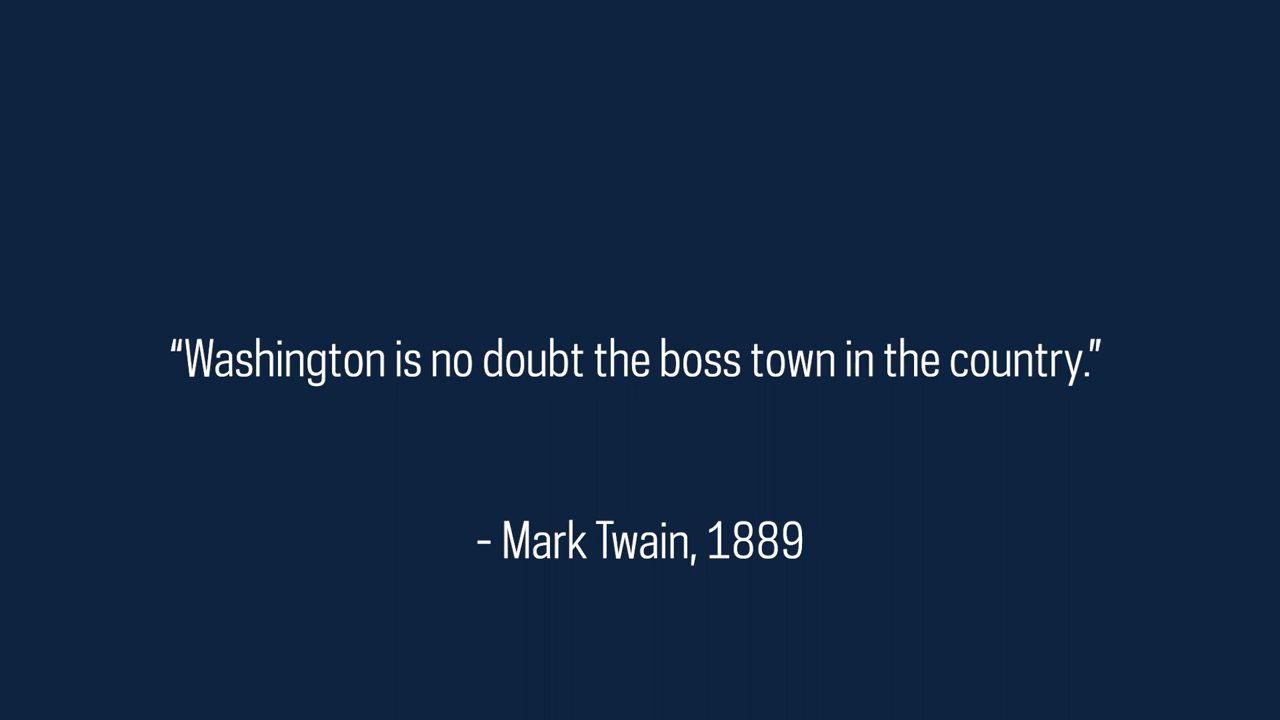 “Washington is no doubt the boss town in the country.”
- Mark Twain, 1889